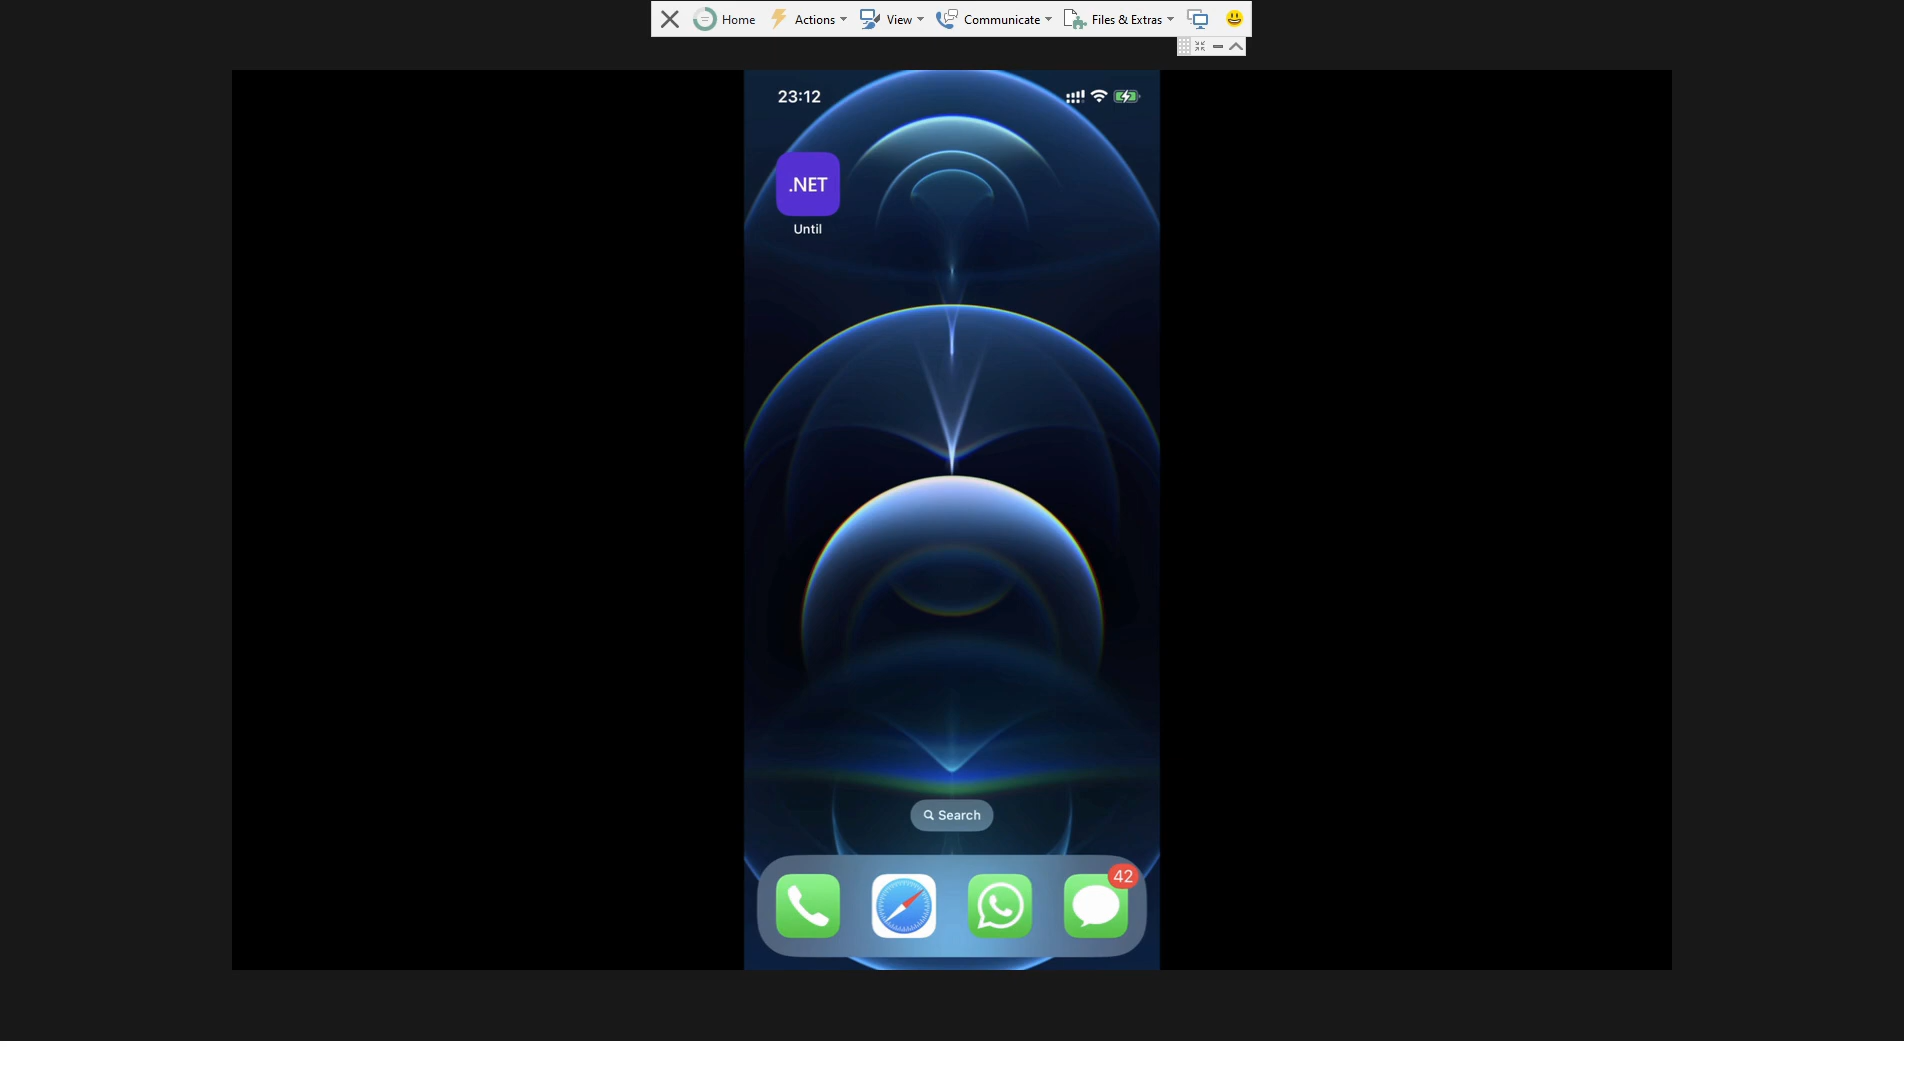 Home Actions View Communicate Files & Extras
23:12
.NET
Until
Search
42